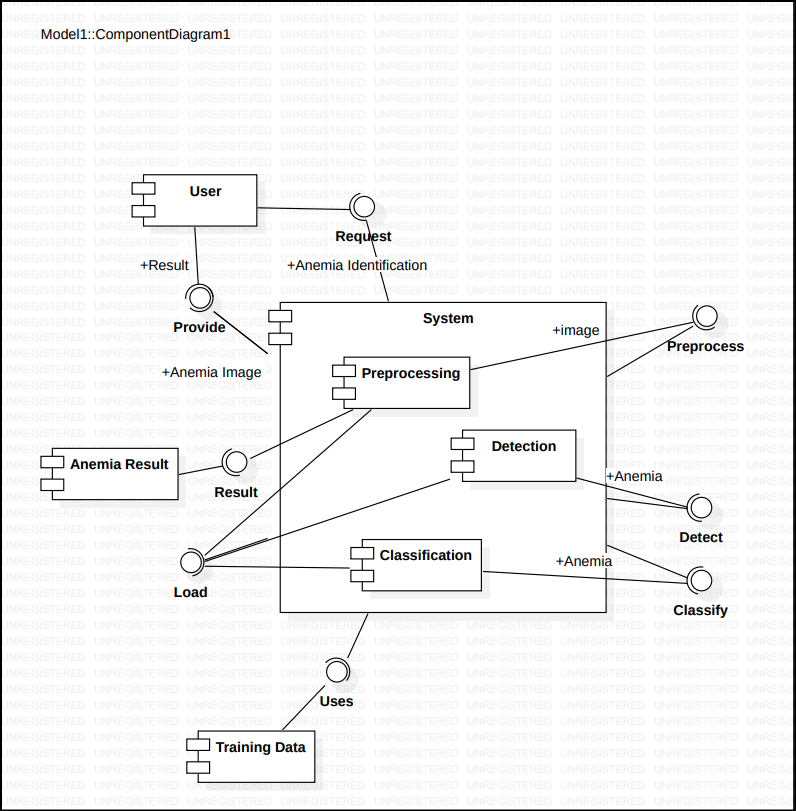 Model1::ComponentDiagram1
User
Request
+Result
+Anemia Identification
Provide
System
+image
Preprocess
+Anemia Image
Preprocessing
Detection
Anemia Result
Result
+Anemia
Detect
Classification
+Anemia
Load
Classify
Uses
Training Data